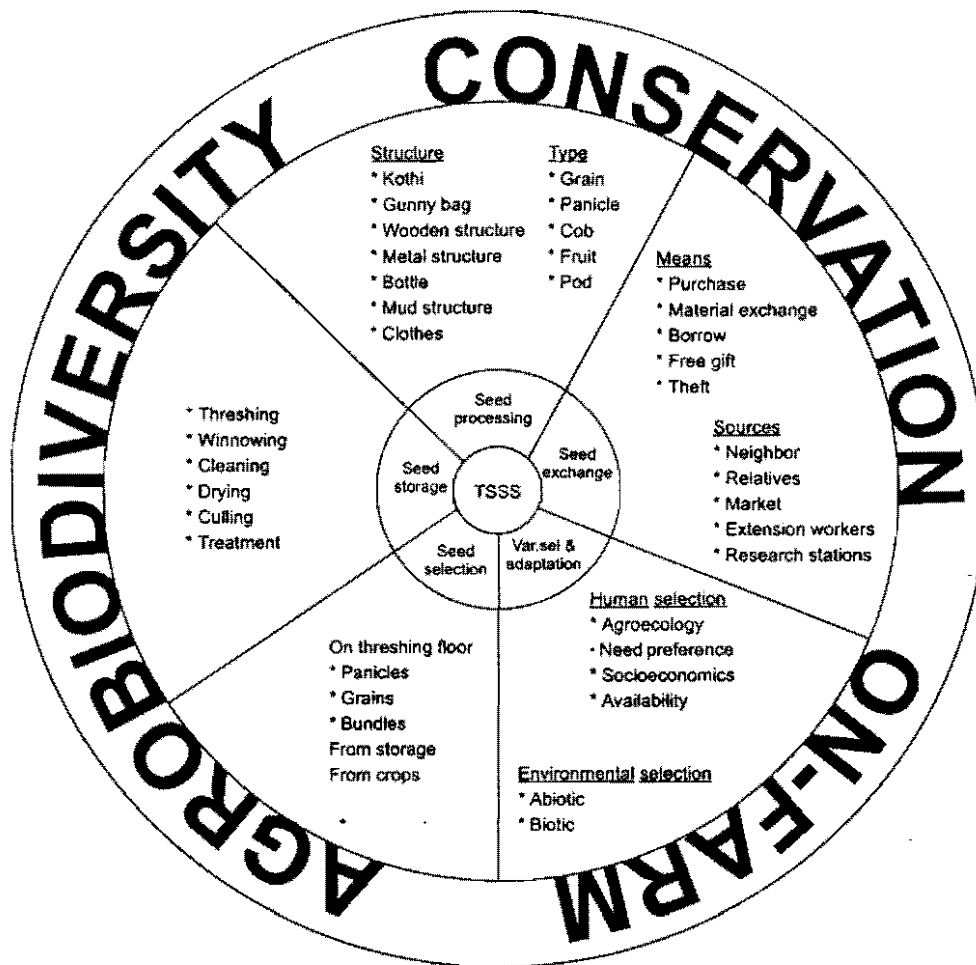 AGROBIODIVERSITY CONSERVATION ON-FARM
Structure
* Kothi
* Gunny bag
* Wooden structure
* Metal structure
* Bottle
* Mud structure
* Clothes
Type
* Grain
* Panicle
* Cob
* Fruit
* Pod
Means
* Purchase
* Material exchange
* Borrow
* Free gift
* Theft
Sources
* Neighbor
* Relatives
* Market
* Extension workers
* Research stations
* Threshing
* Winnowing
* Cleaning
* Drying
* Culling
* Treatment
Seed
processing
Seed
exchange
Seed
storage
TSSS
Seed
selection
Var.sel &
adaptation
Human selection
* Agroecology
- Need preference
* Socioeconomics
* Availability
On threshing floor
* Panicles
* Grains
* Bundles
From storage
From crops
*
Environmental selection
* Abiotic
* Biotic